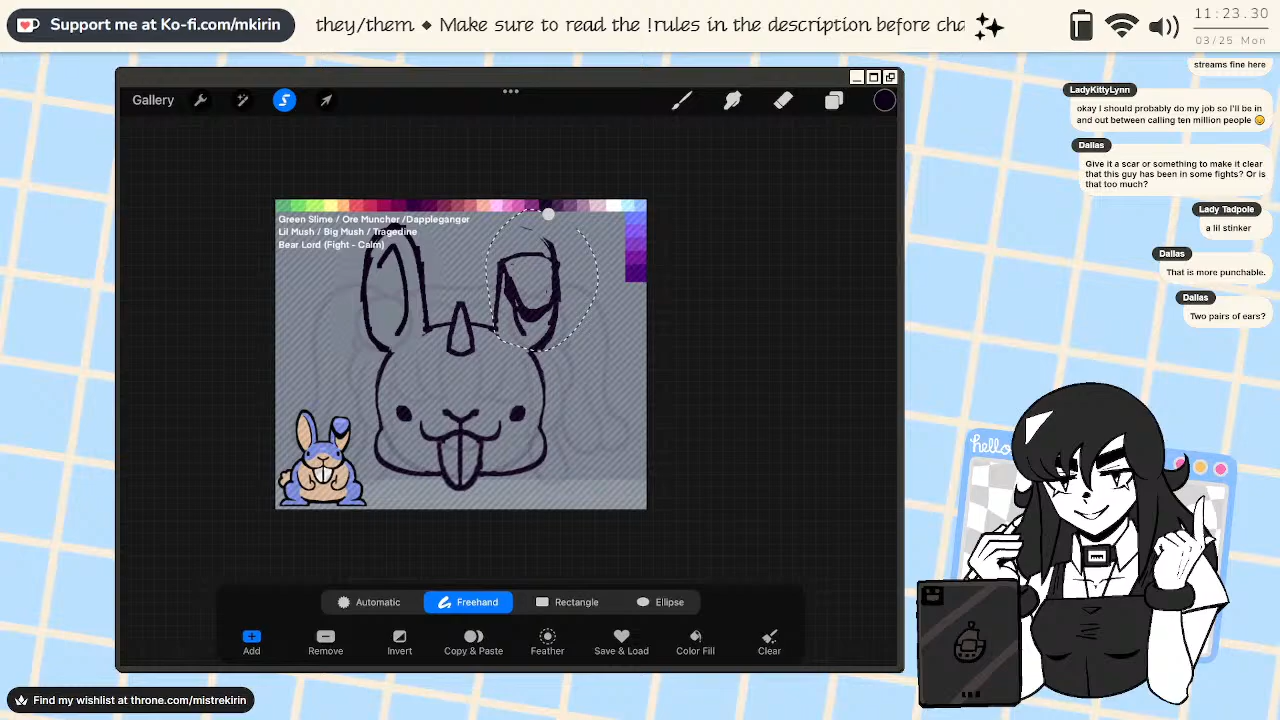 Support me at Ko-fi.com/mkirin
they/them ◆ Make sure to read the !rules in the description before cha
11:23.30
03/25 Mon
streams fine here
LadyKittyLynn
okay I should probably do my job so I'll be in
and out between calling ten million people
Dallas
Give it a scar or something to make it clear
that this guy has been in some fights? Or is
that too much?
Lady Tadpole
a lil stinker
Dallas
That is more punchable.
Dallas
Two pairs of ears?
Gallery
Green Slime / Ore Muncher /Dappleganger
Lil Mush / Big Mush / Tragedine
Bear Lord (Fight - Calm)
hello
Automatic
Freehand
Rectangle
Ellipse
Add
Remove
Invert
Copy & Paste
Feather
Save & Load
Color Fill
Clear
Find my wishlist at throne.com/mistrekirin